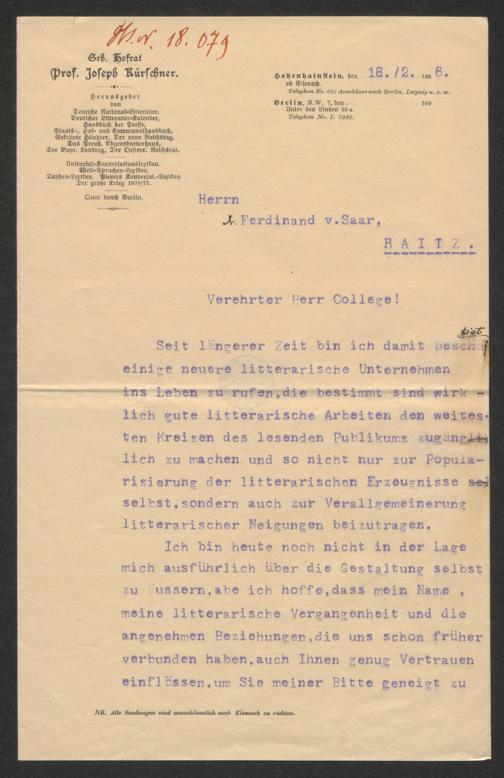 H.I.N. 18.079
Geh. Hofrat
Prof. Joseph Kürschner.
Herausgeber
von
Deutsche National-Litteratur.
Deutscher Litteratur-Kalender.
Handbuch der Presse.
Staats-, Hof- und Kommunalhandbuch,
Gekrönte Häupter. Der neue Reichstag.
Das Preuß. Abgeordnetenhaus,
Der Bayr. Landtag, Der Oesterr. Reichsrat.
Universal-Konversationslexikon.
Welt-Sprachen-Lexikon.
Taschen-Lexikon. Pierers Konversat.-Lexikon
Der große Krieg 1870/71.
Quer durch Berlin.
Hohenhainstein, den 18./2. 1896.
ob Eisenach.
Telephon No. 69; Anschluss nach Berlin, Leipzig u. s. w.
Berlin, N.W. 7, den 189
Unter den Linden 59 a.
Telephon No. I. 7092.
Herrn
Ferdinand v.Saar,
RAITZ.
Verehrter Herr College!
Seit längerer Zeit bin ich damit besch
einige neuere litterarische Unternehmen
ins Leben zu rufen,die bestimmt sind wirk -
lich gute litterarische Arbeiten den weites-
ten Kreisen des lesenden Publikums zugängli
lich zu machen und so nicht nur zur Popula-
risierung der litterarischen Erzeugnisse sel
selbst,sondern auch zur Verallgemeinerung
litterarischer Neigungen beizutragen.
Ich bin heute noch nicht in der Lage
mich ausführlich über die Gestaltung selbst
zu äussern,abe ich hoffe,dass mein Name ,
meine litterarische Vergangenheit und die
angenehmen Beziehungen,die uns schon früher
verbunden haben,auch Ihnen genug Vertrauen
einflössen,um Sie meiner Bitte geneigt zu
NB. Alle Sendungen sind ausschliesslich nach Eisenach zu richten.